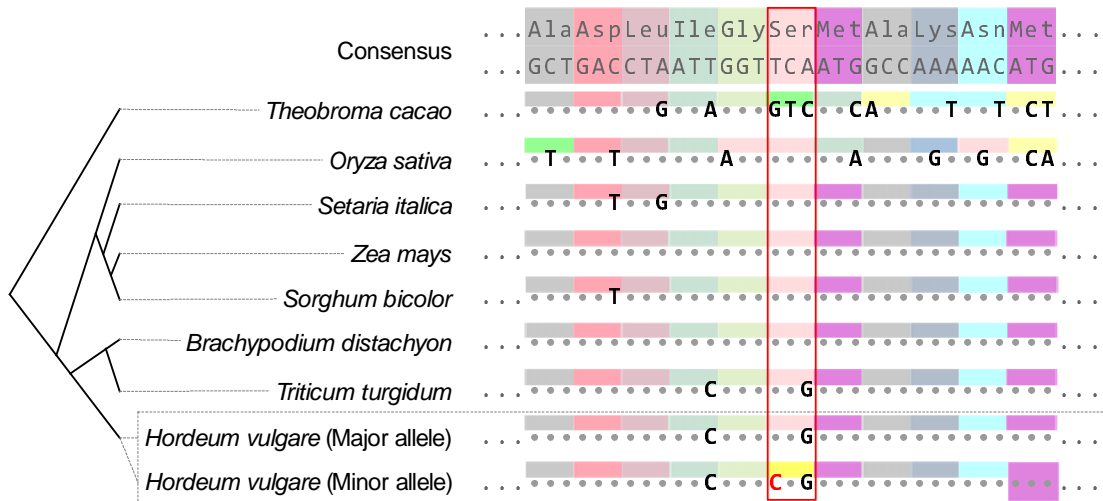 ...AlaAspLeuIleGlySerMetAlaLysAsnMet...
Consensus
...GCTGACCTAATTGGTTCAATGGCCAAAAACATG...
Theobroma cacao ... ••••••••G••A•••GTC••CA••••T••T•CT ...
Oryza sativa ... •T•••T••••••A•••••••A••••G••G••CA ...
Setaria italica ... •••••T••G•••••••••••••••••••••••• ...
Zea mays ... ••••••••••••••••••••••••••••••••• ...
Sorghum bicolor ... •••••T••••••••••••••••••••••••••• ...
Brachypodium distachyon ... ••••••••••••••••••••••••••••••••• ...
Triticum turgidum ... •••••••••••C•••••G••••••••••••••• ...
Hordeum vulgare (Major allele) ... •••••••••••C•••••G••••••••••••••• ...
Hordeum vulgare (Minor allele) ... •••••••••••C•••C•G••••••••••••••• ...